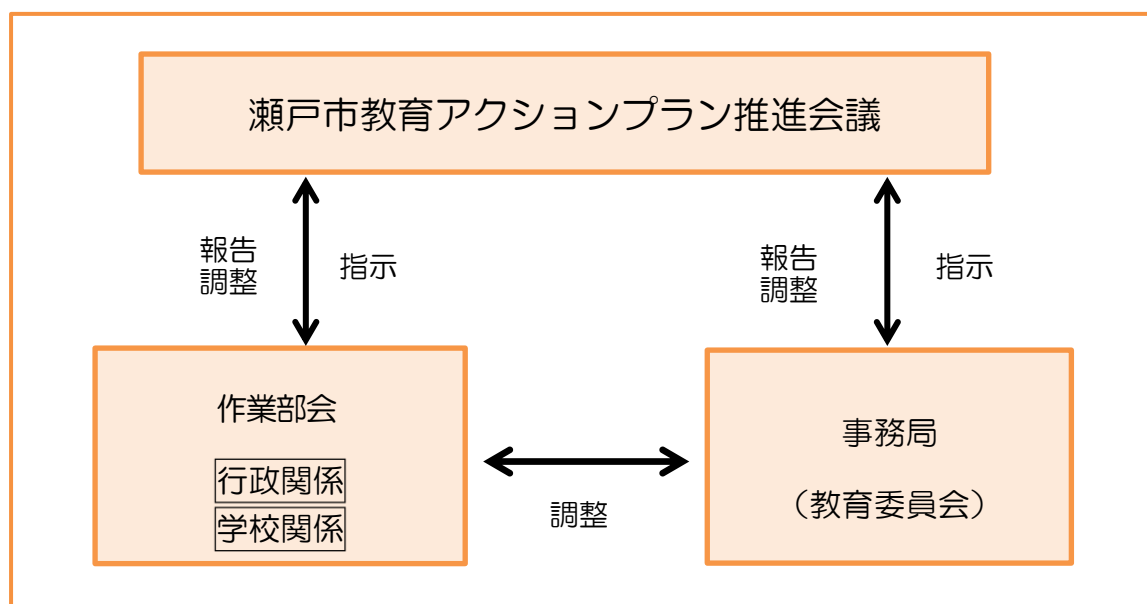 瀬戸市教育アクションプラン推進会議
報告
調整
指示
報告
調整
指示
作業部会
行政関係
学校関係
調整
事務局
（教育委員会）